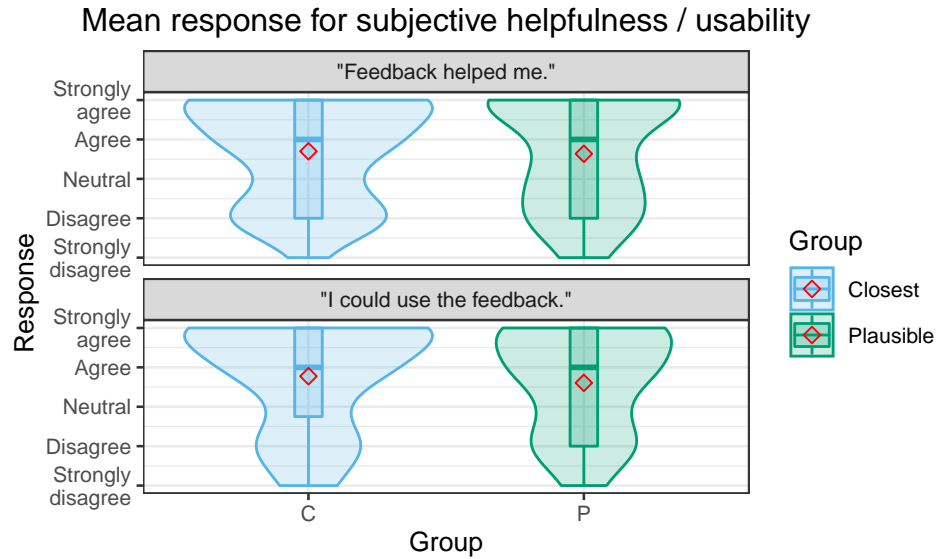 Mean response for subjective helpfulness / usability
"Feedback helped me."
Strongly
agree
Agree
Neutral
Disagree
Strongly
disagree
"I could use the feedback."
Strongly
agree
Agree
Neutral
Disagree
Strongly
disagree
Response
C
P
Group
Group
Closest
Plausible